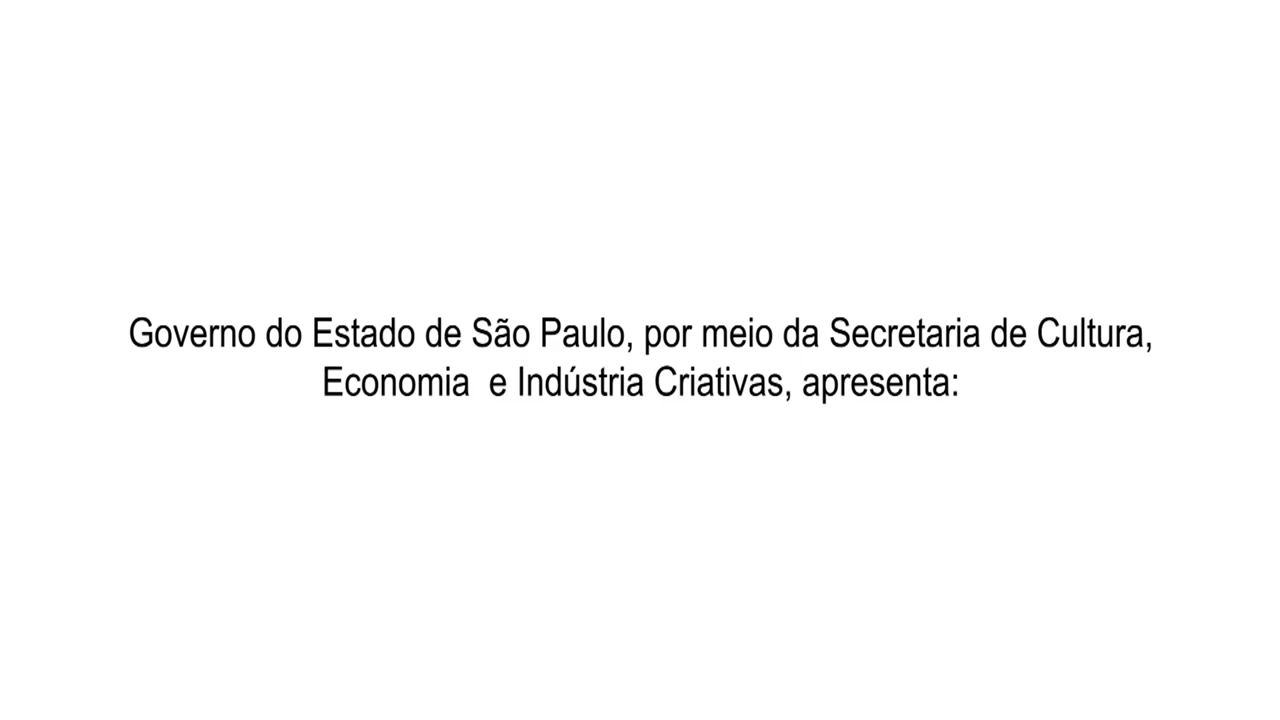 Governo do Estado de São Paulo, por meio da Secretaria de Cultura,
Economia  e Indústria Criativas, apresenta: